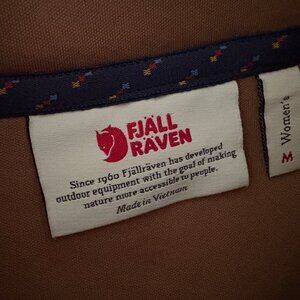 FJÄLL
RÄVEN
Since 1960 Fjällräven has developed
outdoor equipment with the goal of making
nature more accessible to people.
Made in Vietnam
Women's
M